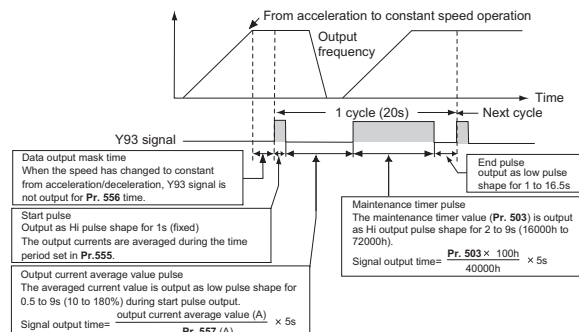 From acceleration to constant speed operation
Output
frequency
Time
1 cycle (20s)
Next cycle
Y93 signal
Data output mask time
When the speed has changed to constant
from acceleration/deceleration, Y93 signal is
not output for Pr. 556 time.
End pulse
output as low pulse
shape for 1 to 16.5s
Start pulse
Output as Hi pulse shape for 1s (fixed)
The output currents are averaged during the time
period set in Pr.555.
Maintenance timer pulse
The maintenance timer value (Pr. 503) is output
as Hi output pulse shape for 2 to 9s (16000h to
72000h).
Signal output time= Pr. 503 × 100h / 40000h × 5s
Output current average value pulse
The averaged current value is output as low pulse shape for
0.5 to 9s (10 to 180%) during start pulse output.
Signal output time= output current average value (A) / Pr. 557 (A) × 5s